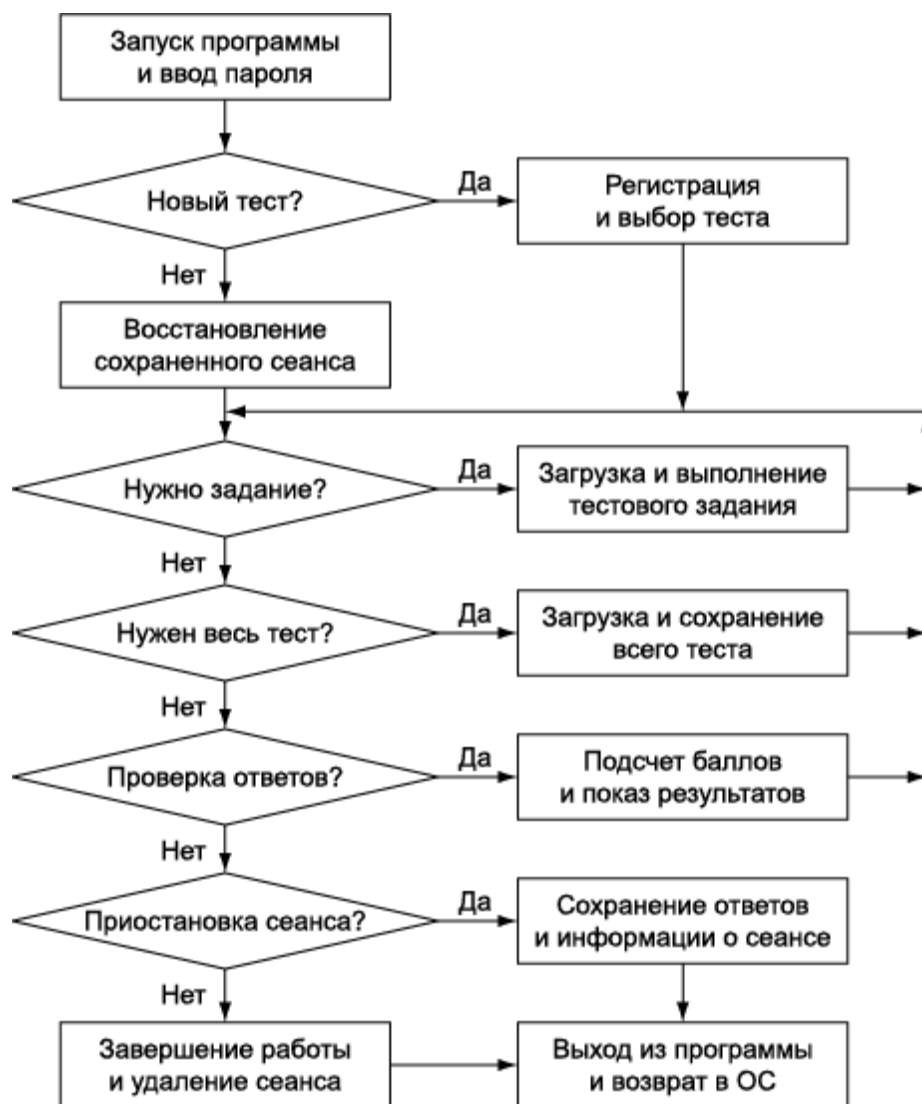 Запуск программы
и ввод пароля
Новый тест?
Да
Регистрация
и выбор теста
Нет
Восстановление
сохраненного сеанса
Нужно задание?
Да
Загрузка и выполнение
тестового задания
Нет
Нужен весь тест?
Да
Загрузка и сохранение
всего теста
Нет
Проверка ответов?
Да
Подсчет баллов
и показ результатов
Нет
Приостановка сеанса?
Да
Сохранение ответов
и информации о сеансе
Нет
Завершение работы
и удаление сеанса
Выход из программы
и возврат в ОС